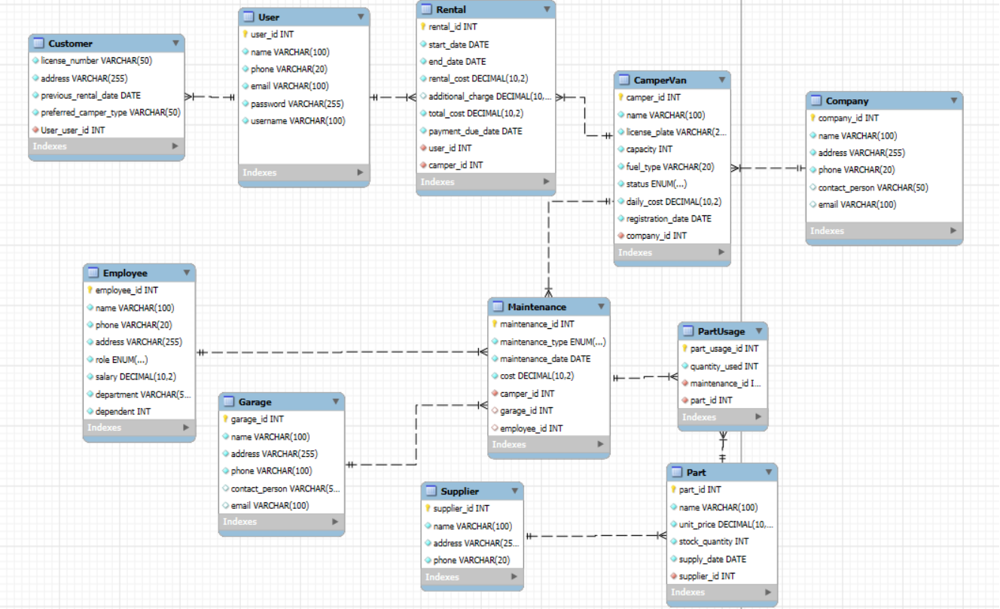 Customer
license_number VARCHAR(50)
address VARCHAR(255)
previous_rental_date DATE
preferred_camper_type VARCHAR(50)
User_user_id INT
Indexes
User
user_id INT
name VARCHAR(100)
phone VARCHAR(20)
email VARCHAR(100)
password VARCHAR(255)
username VARCHAR(100)
Indexes
Rental
rental_id INT
start_date DATE
end_date DATE
rental_cost DECIMAL(10,2)
additional_charge DECIMAL(10,...
total_cost DECIMAL(10,2)
payment_due_date DATE
user_id INT
camper_id INT
Indexes
CamperVan
camper_id INT
name VARCHAR(100)
license_plate VARCHAR(2...
capacity INT
fuel_type VARCHAR(20)
status ENUM(...)
daily_cost DECIMAL(10,2)
registration_date DATE
company_id INT
Indexes
Company
company_id INT
name VARCHAR(100)
address VARCHAR(255)
phone VARCHAR(20)
contact_person VARCHAR(50)
email VARCHAR(100)
Indexes
Employee
employee_id INT
name VARCHAR(100)
phone VARCHAR(20)
address VARCHAR(255)
role ENUM(...)
salary DECIMAL(10,2)
department VARCHAR(5...
dependent INT
Indexes
Garage
garage_id INT
name VARCHAR(100)
address VARCHAR(255)
phone VARCHAR(100)
contact_person VARCHAR(5...
email VARCHAR(100)
Indexes
Maintenance
maintenance_id INT
maintenance_type ENUM(...)
maintenance_date DATE
cost DECIMAL(10,2)
camper_id INT
garage_id INT
employee_id INT
Indexes
PartUsage
part_usage_id INT
quantity_used INT
maintenance_id I...
part_id INT
Indexes
Supplier
supplier_id INT
name VARCHAR(100)
address VARCHAR(25...
phone VARCHAR(20)
Indexes
Part
part_id INT
name VARCHAR(100)
unit_price DECIMAL(10,...
stock_quantity INT
supply_date DATE
supplier_id INT
Indexes